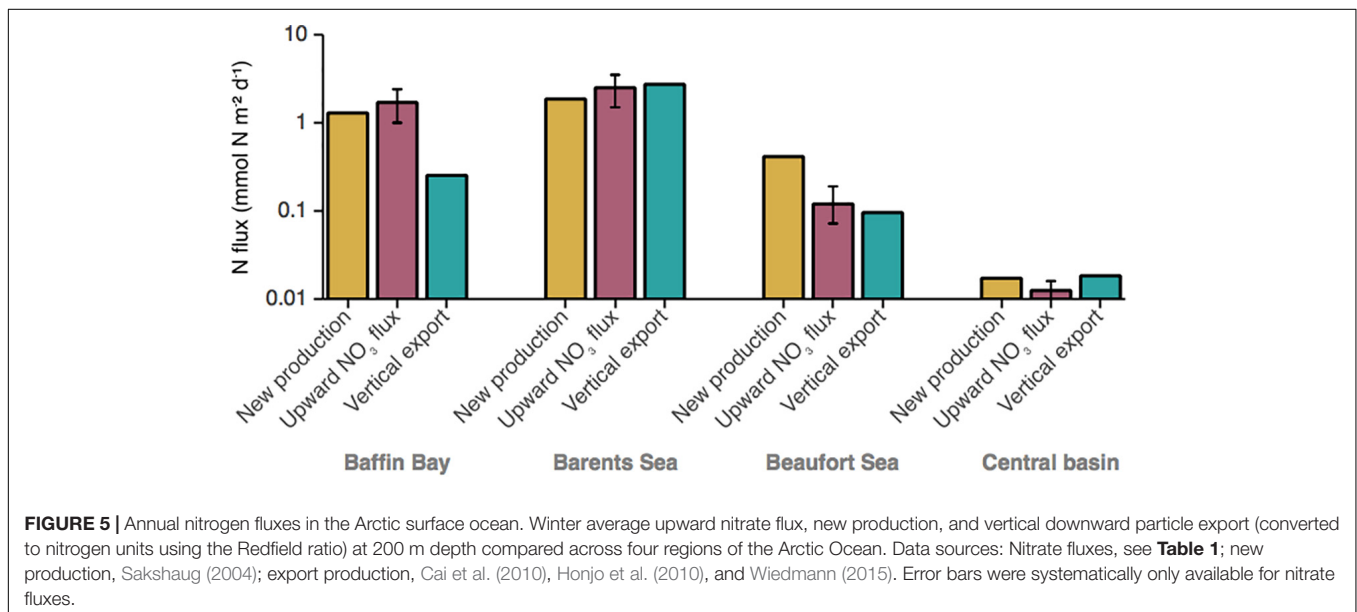 10
1
0.1
0.01
N flux (mmol N m⁻² d⁻¹)
New production
Upward NO₃ flux
Vertical export
New production
Upward NO₃ flux
Vertical export
New production
Upward NO₃ flux
Vertical export
New production
Upward NO₃ flux
Vertical export
Baffin Bay
Barents Sea
Beaufort Sea
Central basin
FIGURE 5 | Annual nitrogen fluxes in the Arctic surface ocean. Winter average upward nitrate flux, new production, and vertical downward particle export (converted
to nitrogen units using the Redfield ratio) at 200 m depth compared across four regions of the Arctic Ocean. Data sources: Nitrate fluxes, see Table 1; new
production, Sakshaug (2004); export production, Cai et al. (2010), Honjo et al. (2010), and Wiedmann (2015). Error bars were systematically only available for nitrate
fluxes.